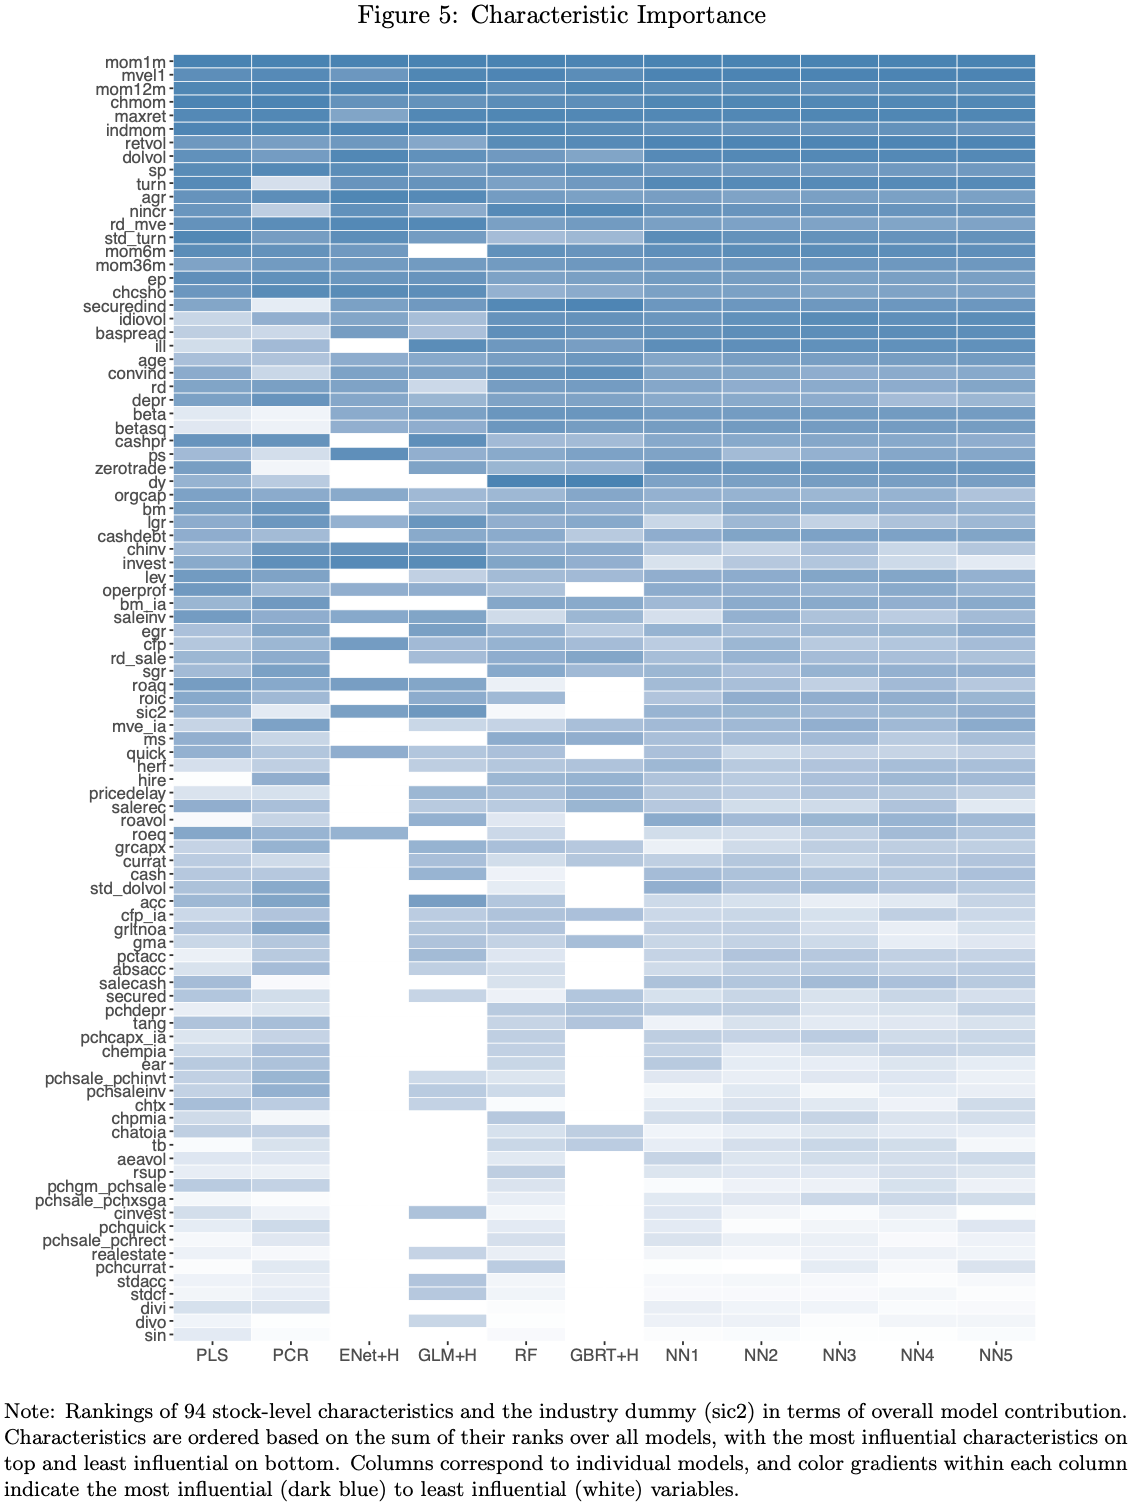 Figure 5: Characteristic Importance
mom1m
mvel1
mom12m
chmom
maxret
indmom
retvol
dolvol
sp
turn
agr
nincr
rd_mve
std_turn
mom6m
mom36m
ep
chcsho
securedind
idiovol
baspread
ill
age
convind
rd
depr
beta
betasq
cashpr
ps
zerotrade
dy
orgcap
bm
lgr
cashdebt
chinv
invest
lev
operprof
bm_ia
saleinv
egr
cfp
rd_sale
sgr
roaq
roic
sic2
mve_ia
ms
quick
herf
hire
pricedelay
salerec
roavol
roeq
grcapx
currat
cash
std_dolvol
acc
cfp_ia
grltnoa
gma
pctacc
absacc
salecash
secured
pchdepr
tang
pchcapx_ia
chempia
ear
pchsale_pchinvt
pchsaleinv
chtx
chpmia
chatoia
tb
aeavol
rsup
pchgm_pchsale
pchsale_pchxsga
cinvest
pchquick
pchsale_pchrect
realestate
pchcurrat
stdacc
stdcf
divi
divo
sin
PLS PCR ENet+H GLM+H RF GBRT+H NN1 NN2 NN3 NN4 NN5
Note: Rankings of 94 stock-level characteristics and the industry dummy (sic2) in terms of overall model contribution.
Characteristics are ordered based on the sum of their ranks over all models, with the most influential characteristics on
top and least influential on bottom. Columns correspond to individual models, and color gradients within each column
indicate the most influential (dark blue) to least influential (white) variables.